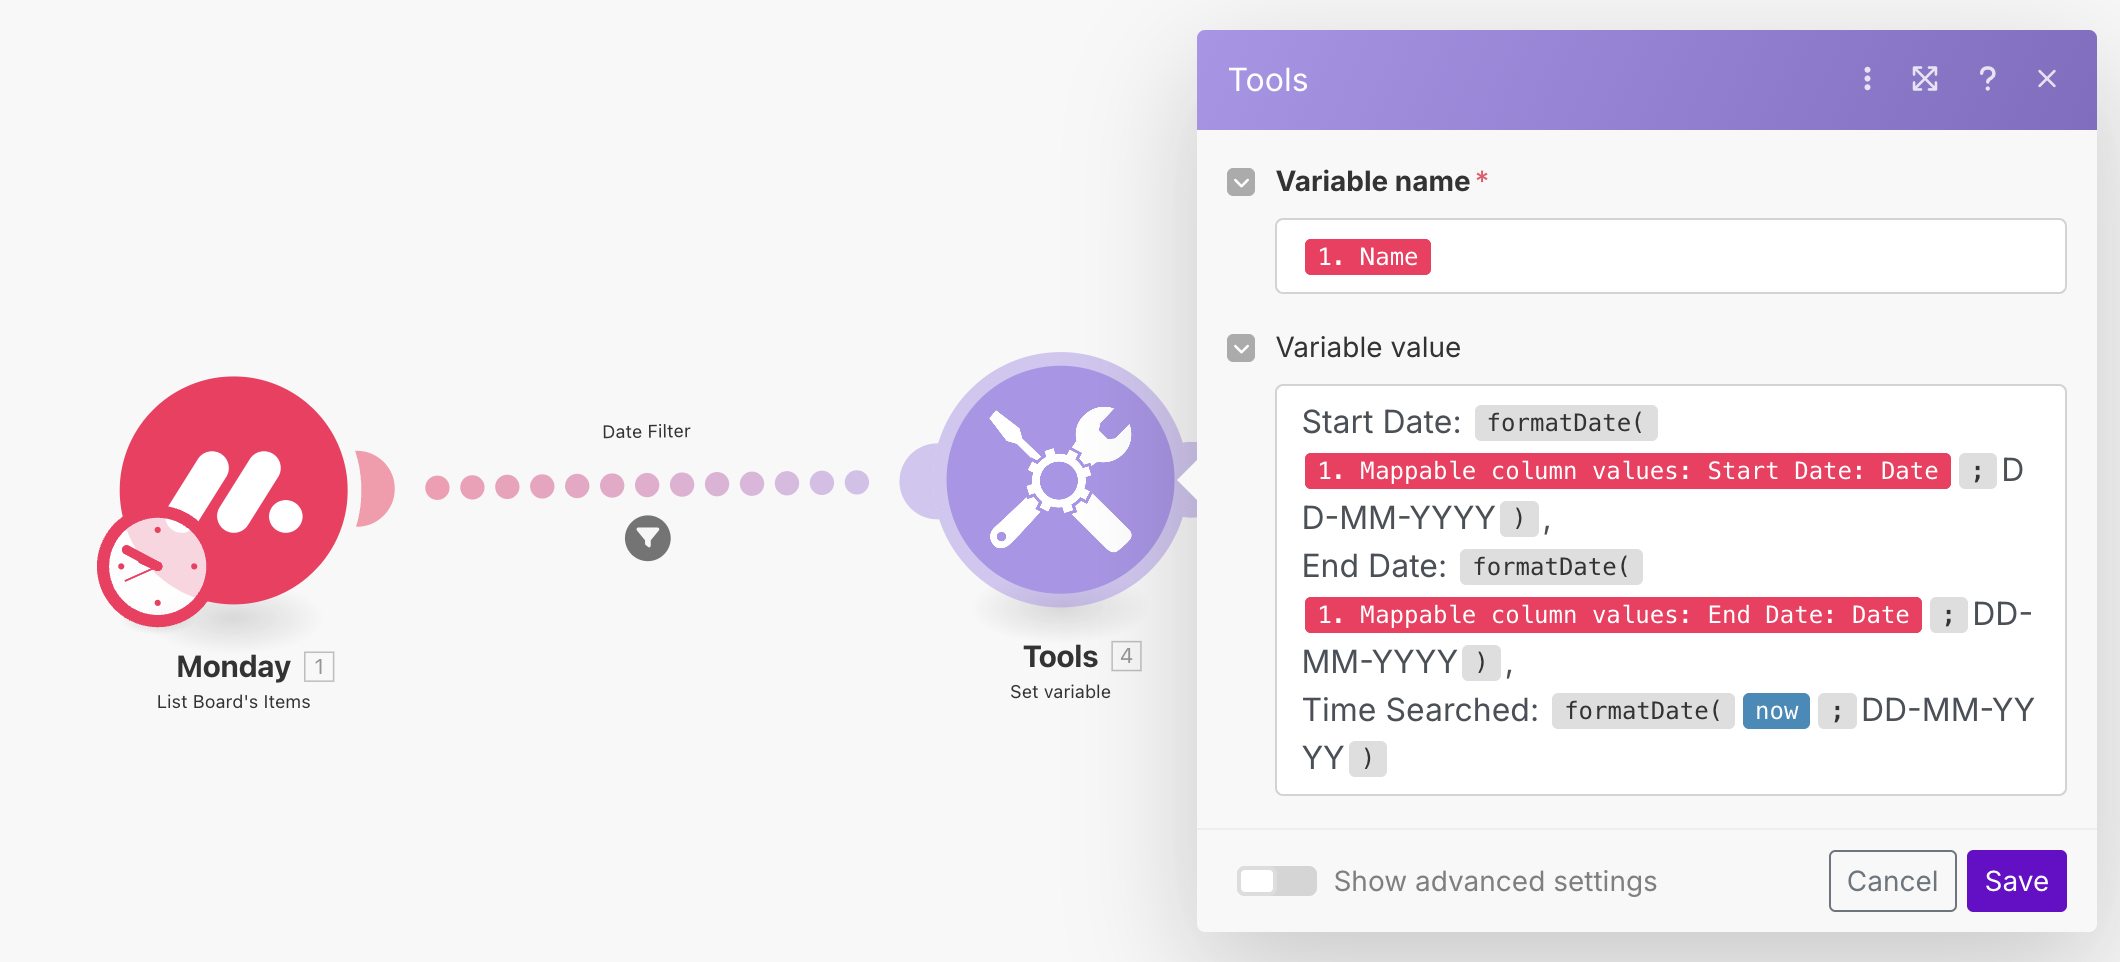 Tools
?
Variable name *
1. Name
Variable value
Start Date: formatDate(
1. Mappable column values: Start Date: Date ; D
D-MM-YYYY ) ,
End Date: formatDate(
1. Mappable column values: End Date: Date ; DD-
MM-YYYY ) ,
Time Searched: formatDate( now ; DD-MM-YY
YY )
Show advanced settings
Cancel
Save
Date Filter
Monday 1
List Board's Items
Tools 4
Set variable